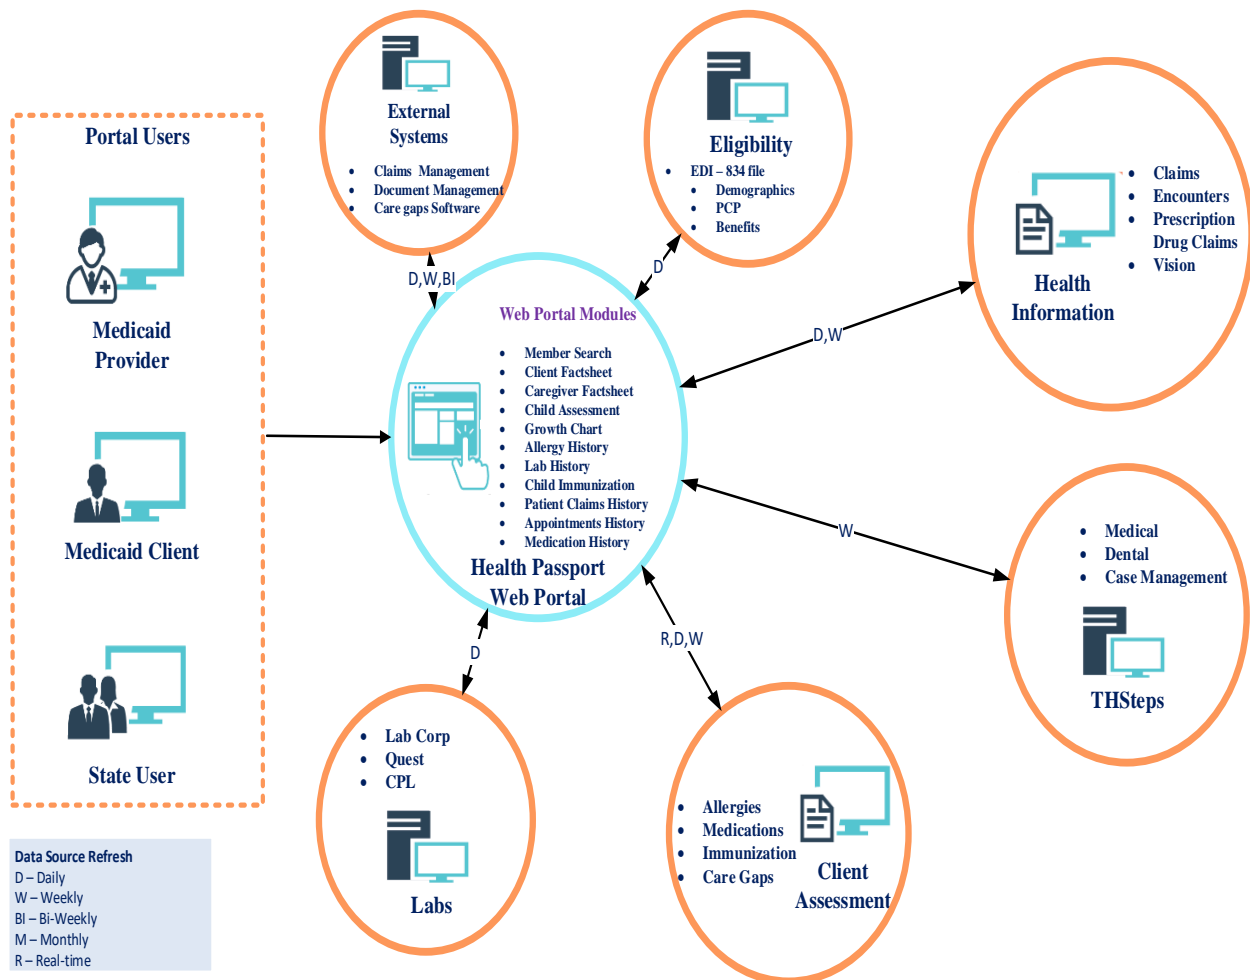 Portal Users
Medicaid
Provider
Medicaid Client
State User
Data Source Refresh
D – Daily
W – Weekly
BI – Bi-Weekly
M – Monthly
R – Real-time
External
Systems
• Claims Management
• Document Management
• Care gaps Software
D,W,BI
Eligibility
• EDI – 834 file
• Demographics
• PCP
• Benefits
D
• Claims
• Encounters
• Prescription
Drug Claims
• Vision
Health
Information
D,W
Web Portal Modules
• Member Search
• Client Factsheet
• Caregiver Factsheet
• Child Assessment
• Growth Chart
• Allergy History
• Lab History
• Child Immunization
• Patient Claims History
• Appointments History
• Medication History
Health Passport
Web Portal
W
• Medical
• Dental
• Case Management
THSteps
R,D,W
• Allergies
• Medications
• Immunization
• Care Gaps
Client
Assessment
D
• Lab Corp
• Quest
• CPL
Labs